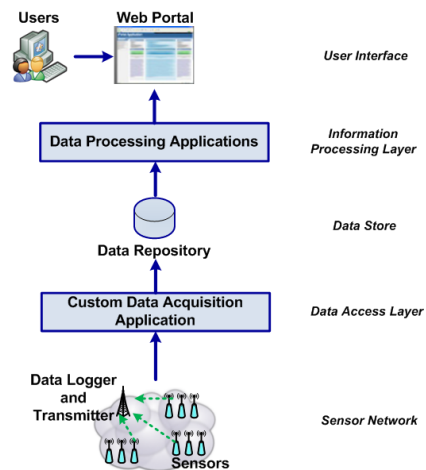 Users
Web Portal
User Interface
Data Processing Applications
Information
Processing Layer
Data Store
Data Repository
Custom Data Acquisition
Application
Data Access Layer
Data Logger
and
Transmitter
Sensor Network
Sensors